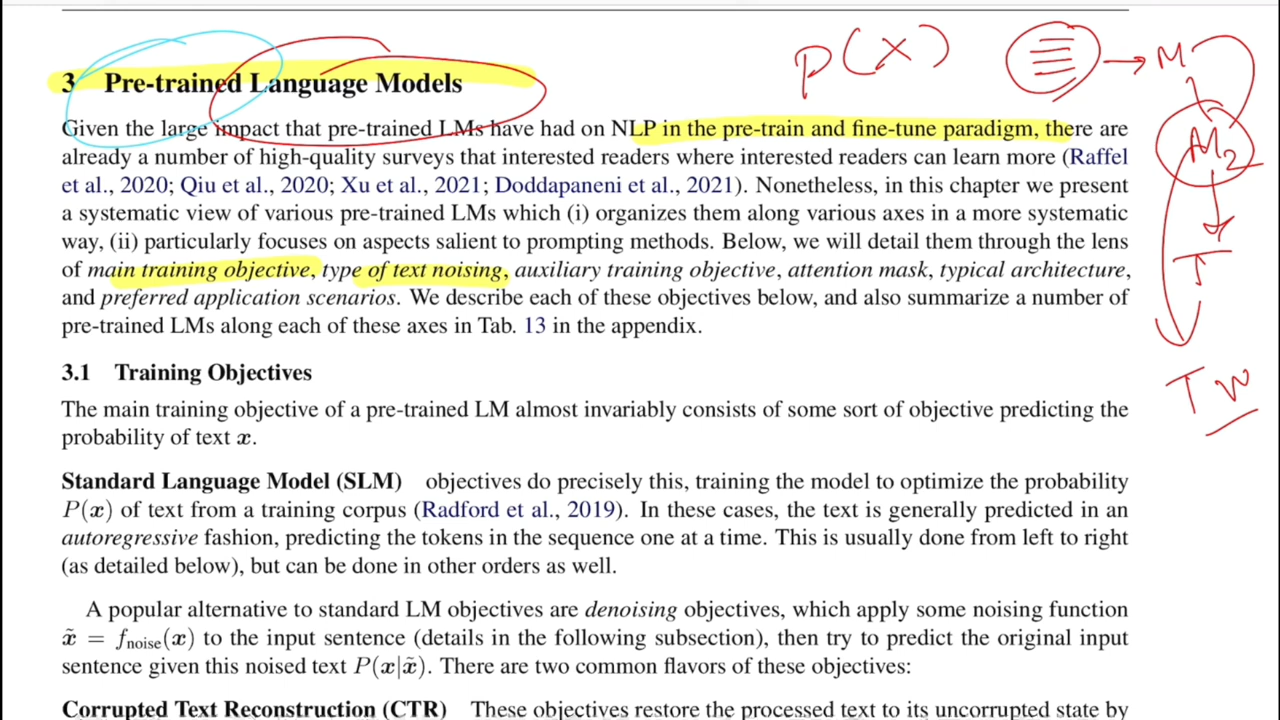 P(X)
M
3 Pre-trained Language Models
Given the large impact that pre-trained LMs have had on NLP in the pre-train and fine-tune paradigm, there are
M2
already a number of high-quality surveys that interested readers where interested readers can learn more (Raffel
et al., 2020; Qiu et al., 2020; Xu et al., 2021; Doddapaneni et al., 2021). Nonetheless, in this chapter we present
a systematic view of various pre-trained LMs which (i) organizes them along various axes in a more systematic
way, (ii) particularly focuses on aspects salient to prompting methods. Below, we will detail them through the lens
of main training objective, type of text noising, auxiliary training objective, attention mask, typical architecture,
T
and preferred application scenarios. We describe each of these objectives below, and also summarize a number of
pre-trained LMs along each of these axes in Tab. 13 in the appendix.
3.1 Training Objectives
T W
The main training objective of a pre-trained LM almost invariably consists of some sort of objective predicting the
probability of text x.
Standard Language Model (SLM) objectives do precisely this, training the model to optimize the probability
P(x) of text from a training corpus (Radford et al., 2019). In these cases, the text is generally predicted in an
autoregressive fashion, predicting the tokens in the sequence one at a time. This is usually done from left to right
(as detailed below), but can be done in other orders as well.
A popular alternative to standard LM objectives are denoising objectives, which apply some noising function
x̃ = fnoise(x) to the input sentence (details in the following subsection), then try to predict the original input
sentence given this noised text P(x|x̃). There are two common flavors of these objectives:
Corrupted Text Reconstruction (CTR) These objectives restore the processed text to its uncorrupted state by